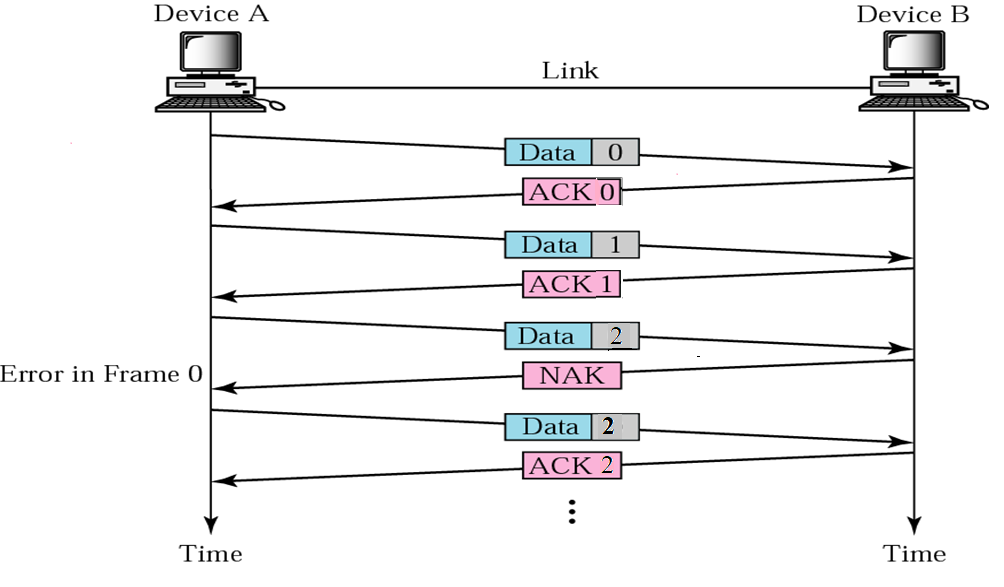 Device A
Device B
Link
Data 0
ACK 0
Data 1
ACK 1
Data 2
Error in Frame 0
NAK
Data 2
ACK 2
Time
Time